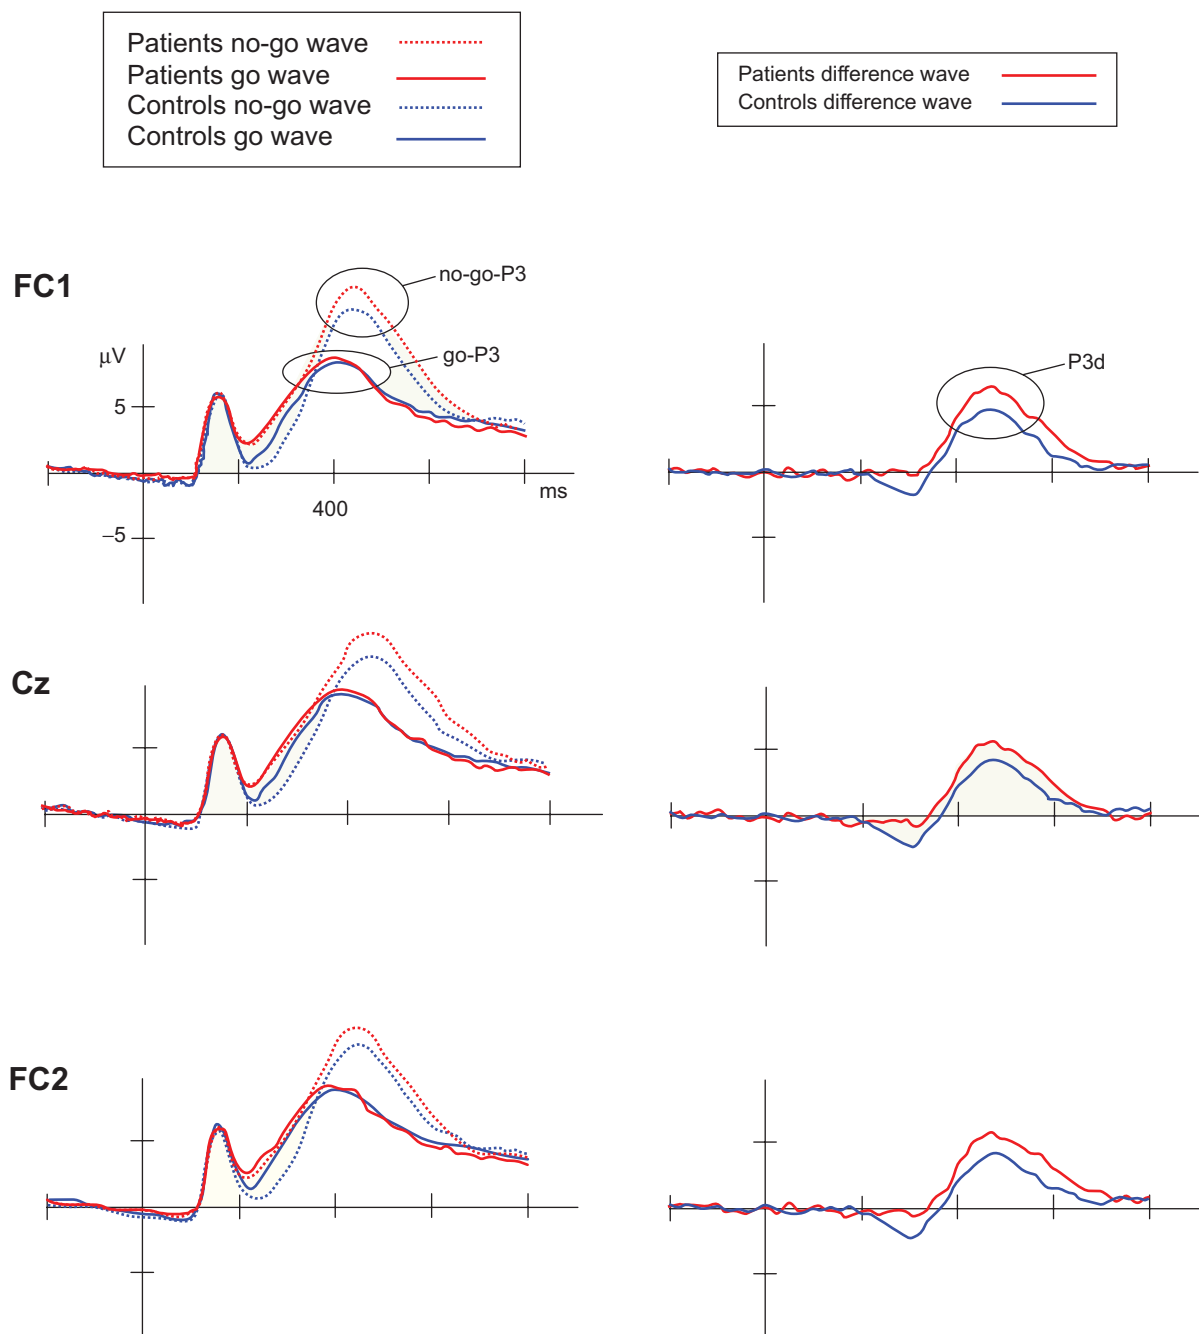 Patients no-go wave
Patients go wave
Controls no-go wave
Controls go wave
Patients difference wave
Controls difference wave
FC1
no-go-P3
μV
go-P3
P3d
5
ms
400
–5
Cz
FC2